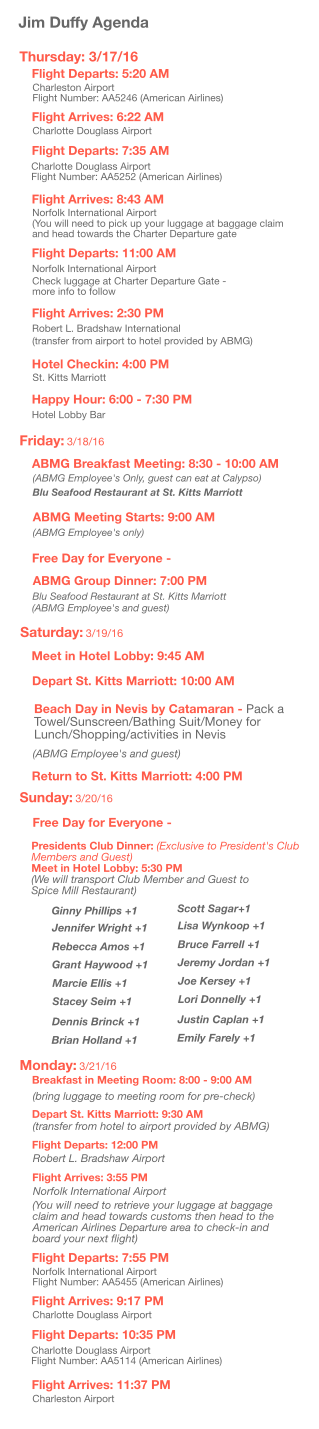 Jim Duffy Agenda
Thursday: 3/17/16
Flight Departs: 5:20 AM
Charleston Airport
Flight Number: AA5246 (American Airlines)
Flight Arrives: 6:22 AM
Charlotte Douglass Airport
Flight Departs: 7:35 AM
Charlotte Douglass Airport
Flight Number: AA5252 (American Airlines)
Flight Arrives: 8:43 AM
Norfolk International Airport
(You will need to pick up your luggage at baggage claim
and head towards the Charter Departure gate
Flight Departs: 11:00 AM
Norfolk International Airport
Check luggage at Charter Departure Gate -
more info to follow
Flight Arrives: 2:30 PM
Robert L. Bradshaw International
(transfer from airport to hotel provided by ABMG)
Hotel Checkin: 4:00 PM
St. Kitts Marriott
Happy Hour: 6:00 - 7:30 PM
Hotel Lobby Bar
Friday: 3/18/16
ABMG Breakfast Meeting: 8:30 - 10:00 AM
(ABMG Employee's Only, guest can eat at Calypso)
Blu Seafood Restaurant at St. Kitts Marriott
ABMG Meeting Starts: 9:00 AM
(ABMG Employee's only)
Free Day for Everyone -
ABMG Group Dinner: 7:00 PM
Blu Seafood Restaurant at St. Kitts Marriott
(ABMG Employee's and guest)
Saturday: 3/19/16
Meet in Hotel Lobby: 9:45 AM
Depart St. Kitts Marriott: 10:00 AM
Beach Day in Nevis by Catamaran - Pack a
Towel/Sunscreen/Bathing Suit/Money for
Lunch/Shopping/activities in Nevis
(ABMG Employee's and guest)
Return to St. Kitts Marriott: 4:00 PM
Sunday: 3/20/16
Free Day for Everyone -
Presidents Club Dinner: (Exclusive to President's Club
Members and Guest)
Meet in Hotel Lobby: 5:30 PM
(We will transport Club Member and Guest to
Spice Mill Restaurant)
Ginny Phillips +1
Jennifer Wright +1
Rebecca Amos +1
Grant Haywood +1
Marcie Ellis +1
Stacey Seim +1
Dennis Brinck +1
Brian Holland +1
Scott Sagar+1
Lisa Wynkoop +1
Bruce Farrell +1
Jeremy Jordan +1
Joe Kersey +1
Lori Donnelly +1
Justin Caplan +1
Emily Farely +1
Monday: 3/21/16
Breakfast in Meeting Room: 8:00 - 9:00 AM
(bring luggage to meeting room for pre-check)
Depart St. Kitts Marriott: 9:30 AM
(transfer from hotel to airport provided by ABMG)
Flight Departs: 12:00 PM
Robert L. Bradshaw Airport
Flight Arrives: 3:55 PM
Norfolk International Airport
(You will need to retrieve your luggage at baggage
claim and head towards customs then head to the
American Airlines Departure area to check-in and
board your next flight)
Flight Departs: 7:55 PM
Norfolk International Airport
Flight Number: AA5455 (American Airlines)
Flight Arrives: 9:17 PM
Charlotte Douglass Airport
Flight Departs: 10:35 PM
Charlotte Douglass Airport
Flight Number: AA5114 (American Airlines)
Flight Arrives: 11:37 PM
Charleston Airport